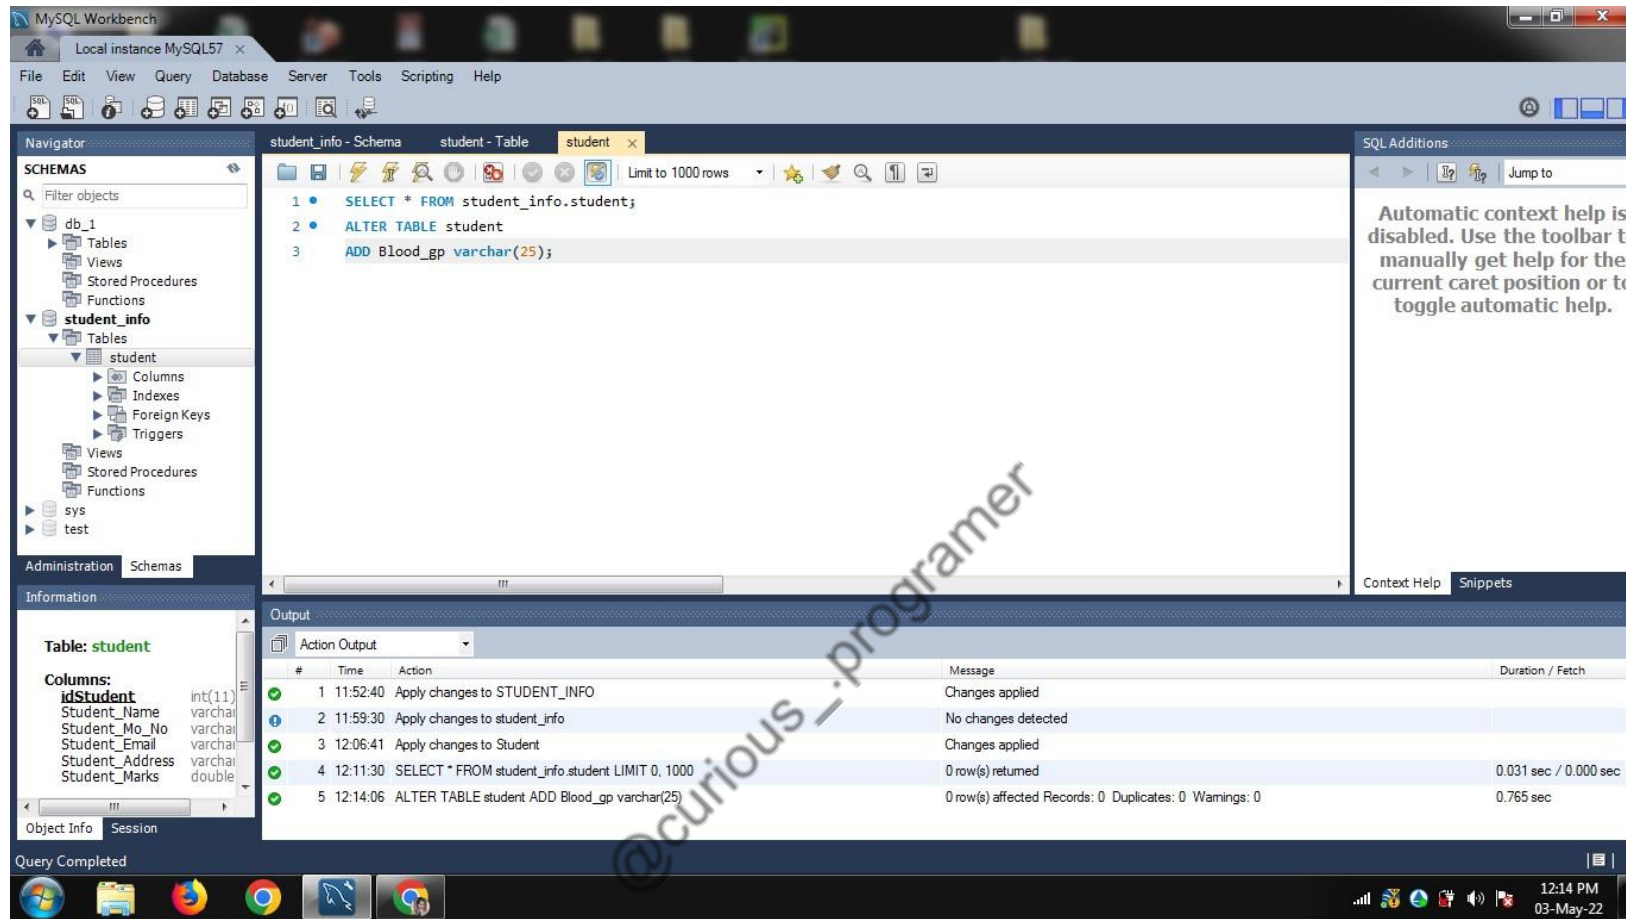 MySQL Workbench
Local instance MySQL57
File Edit View Query Database Server Tools Scripting Help
Navigator
SCHEMAS
Filter objects
db_1
Tables
Views
Stored Procedures
Functions
student_info
Tables
student
Columns
Indexes
Foreign Keys
Triggers
Views
Stored Procedures
Functions
sys
test
Administration Schemas
Information
Table: student
Columns:
idStudent int(11)
Student_Name varchar
Student_Mo_No varchar
Student_Email varchar
Student_Address varchar
Student_Marks double
Object Info Session
student_info - Schema student - Table student
Limit to 1000 rows
1 SELECT * FROM student_info.student;
2 ALTER TABLE student
3 ADD Blood_gp varchar(25);
SQL Additions
Jump to
Automatic context help is
disabled. Use the toolbar t
manually get help for the
current caret position or to
toggle automatic help.
Context Help Snippets
Output
Action Output
# Time Action Message Duration / Fetch
1 11:52:40 Apply changes to STUDENT_INFO Changes applied
2 11:59:30 Apply changes to student_info No changes detected
3 12:06:41 Apply changes to Student Changes applied
4 12:11:30 SELECT * FROM student_info.student LIMIT 0, 1000 0 row(s) returned 0.031 sec / 0.000 sec
5 12:14:06 ALTER TABLE student ADD Blood_gp varchar(25) 0 row(s) affected Records: 0 Duplicates: 0 Warnings: 0 0.765 sec
@curious_.programer
Query Completed
12:14 PM
03-May-22